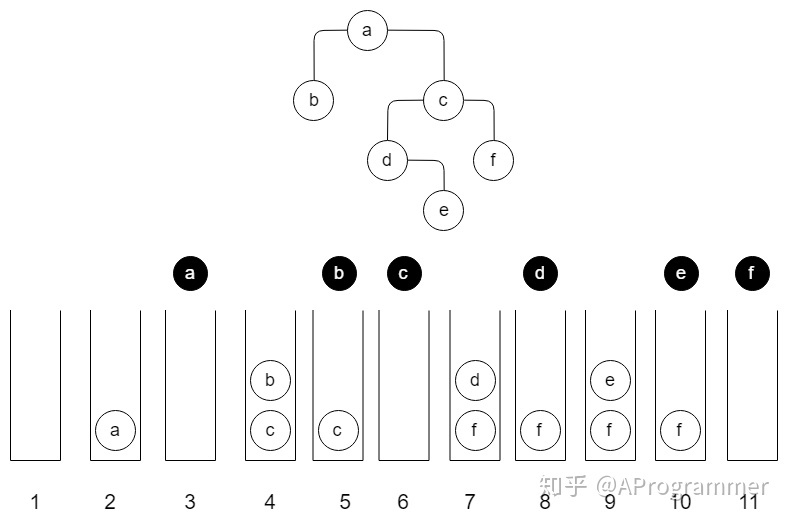 a
b c
d f
e
a b c d e f
b d e
a c c f f f f
知乎 @AProgrammer
1 2 3 4 5 6 7 8 9 10 11